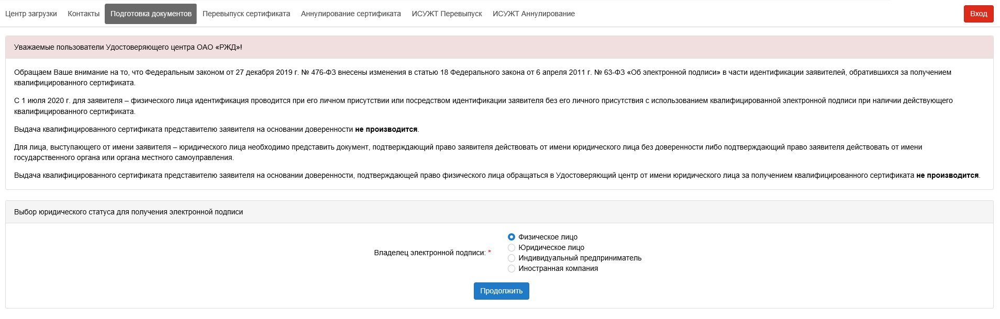 Центр загрузки Контакты Подготовка документов Перевыпуск сертификата Аннулирование сертификата ИСУЖТ Перевыпуск ИСУЖТ Аннулирование Вход
Уважаемые пользователи Удостоверяющего центра ОАО «РЖД»!
Обращаем Ваше внимание на то, что Федеральным законом от 27 декабря 2019 г. № 476-ФЗ внесены изменения в статью 18 Федерального закона от 6 апреля 2011 г. № 63-ФЗ «Об электронной подписи» в части идентификации заявителей, обратившихся за получением
квалифицированного сертификата.
С 1 июля 2020 г. для заявителя – физического лица идентификация проводится при его личном присутствии или посредством идентификации заявителя без его личного присутствия с использованием квалифицированной электронной подписи при наличии действующего
квалифицированного сертификата.
Выдача квалифицированного сертификата представителю заявителя на основании доверенности не производится.
Для лица, выступающего от имени заявителя – юридического лица необходимо представить документ, подтверждающий право заявителя действовать от имени юридического лица без доверенности либо подтверждающий право заявителя действовать от имени
государственного органа или органа местного самоуправления.
Выдача квалифицированного сертификата представителю заявителя на основании доверенности, подтверждающей право физического лица обращаться в Удостоверяющий центр от имени юридического лица за получением квалифицированного сертификата не производится.
Выбор юридического статуса для получения электронной подписи
Владелец электронной подписи: *
Физическое лицо
Юридическое лицо
Индивидуальный предприниматель
Иностранная компания
Продолжить